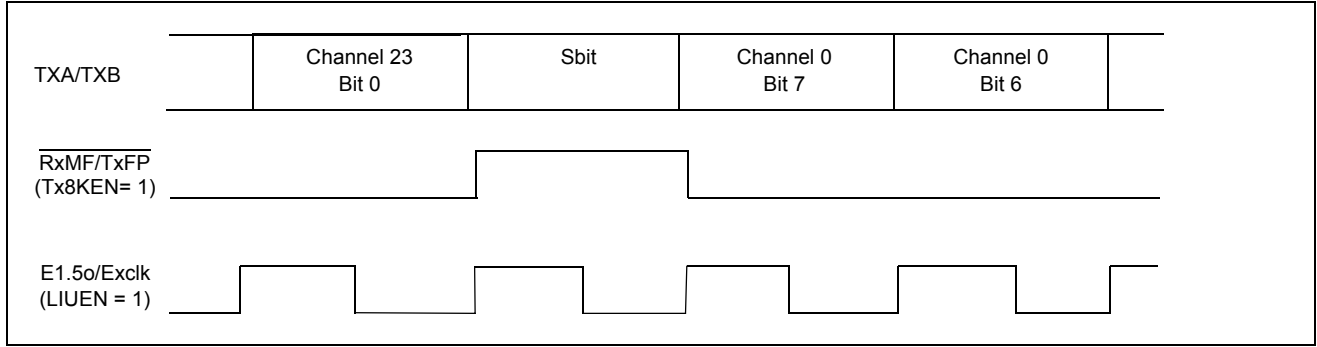 TXA/TXB
Channel 23
Bit 0
Sbit
Channel 0
Bit 7
Channel 0
Bit 6
RxMF/TxFP
(Tx8KEN= 1)
E1.5o/Exclk
(LIUEN = 1)